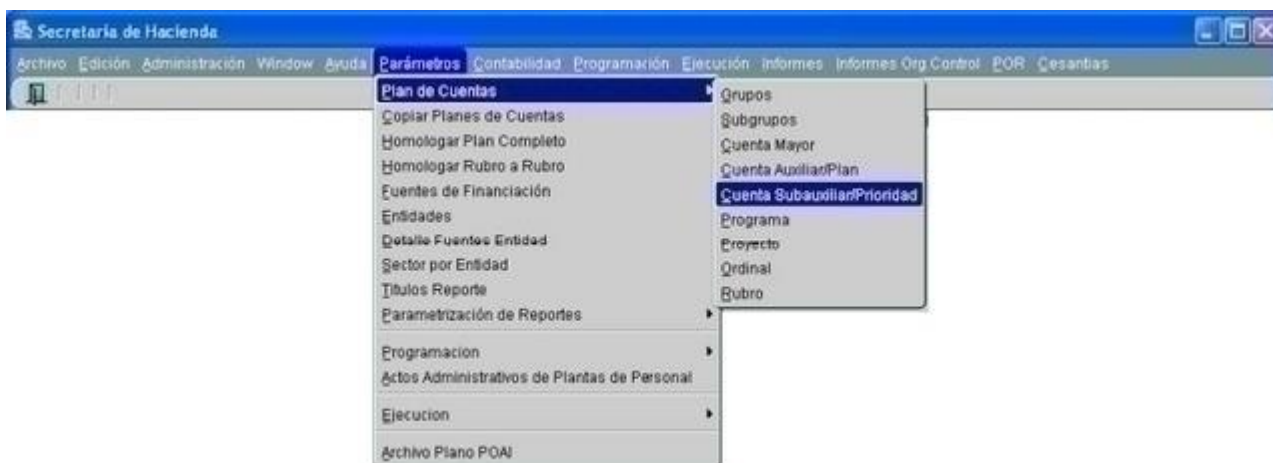 Secretaría de Hacienda
Archivo Edición Administración Window Ayuda Parámetros Contabilidad Programación Ejecución Informes Informes Org Control POR Cesantias
Plan de Cuentas
Copiar Planes de Cuentas
Homologar Plan Completo
Homologar Rubro a Rubro
Fuentes de Financiación
Entidades
Detalle Fuentes Entidad
Sector por Entidad
Titulos Reporte
Parametrización de Reportes
Programacion
Actos Administrativos de Plantas de Personal
Ejecucion
Archivo Plano POAI
Grupos
Subgrupos
Cuenta Mayor
Cuenta Auxiliar/Plan
Cuenta Subauxiliar/Prioridad
Programa
Proyecto
Ordinal
Rubro